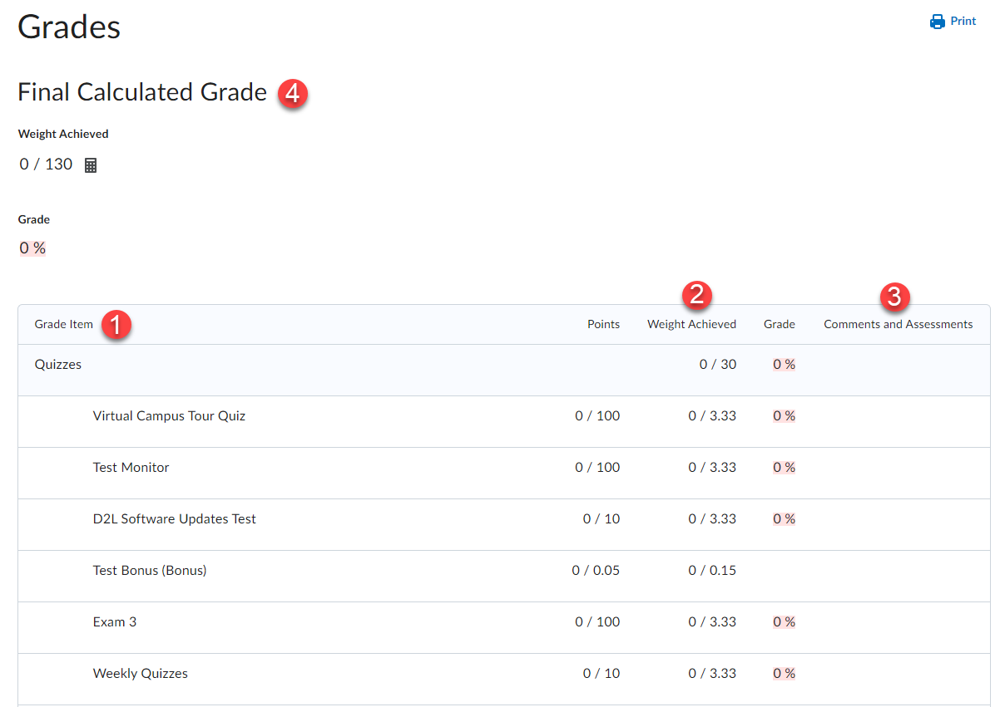 Grades
Print
Final Calculated Grade 4
Weight Achieved
0 / 130
Grade
0 %
Grade Item 1 Points 2 Weight Achieved Grade 3 Comments and Assessments
Quizzes 0 / 30 0 %
Virtual Campus Tour Quiz 0 / 100 0 / 3.33 0 %
Test Monitor 0 / 100 0 / 3.33 0 %
D2L Software Updates Test 0 / 10 0 / 3.33 0 %
Test Bonus (Bonus) 0 / 0.05 0 / 0.15
Exam 3 0 / 100 0 / 3.33 0 %
Weekly Quizzes 0 / 10 0 / 3.33 0 %